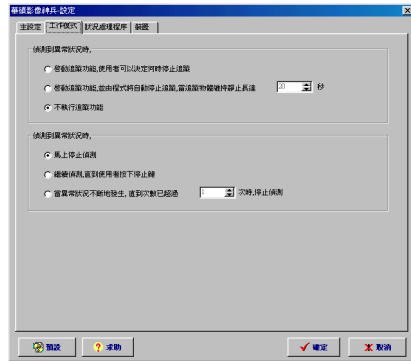 華碩影像神兵-設定
主設定 工作模式 狀況處理程序 裝置
偵測到異常狀況時,
啓動追蹤功能,使用者可以決定何時停止追蹤
啓動追蹤功能,並由程式將自動停止追蹤,當追蹤物體維持靜止長達 20 秒
不執行追蹤功能
偵測到異常狀況時,
馬上停止偵測
繼續偵測,直到使用者按下停止鍵
當異常狀況不斷地發生, 直到次數已超過 1 次時,停止偵測
預設 求助 確定 取消